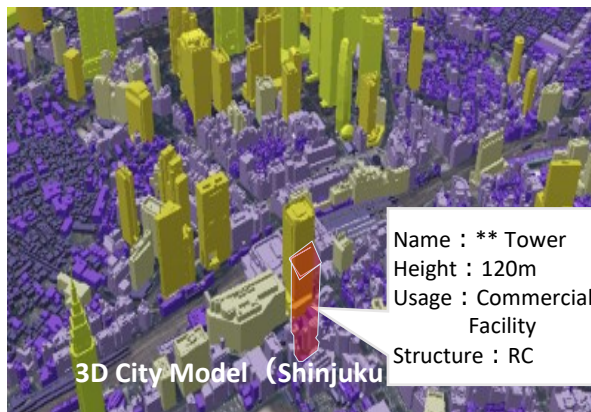 Name：** Tower
Height：120m
Usage：Commercial
Facility
Structure：RC
3D City Model（Shinjuku